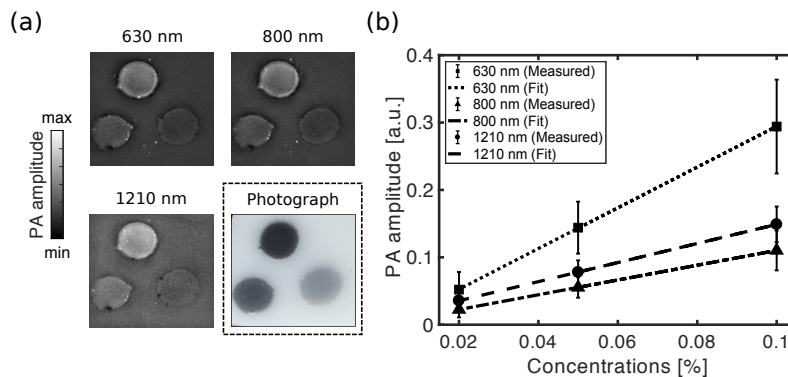 (a)
630 nm
800 nm
max
PA amplitude
min
1210 nm
Photograph
(b)
0.4
0.3
0.2
0.1
0
PA amplitude [a.u.]
630 nm (Measured)
630 nm (Fit)
800 nm (Measured)
800 nm (Fit)
1210 nm (Measured)
1210 nm (Fit)
0.02
0.04
0.06
0.08
0.1
Concentrations [%]